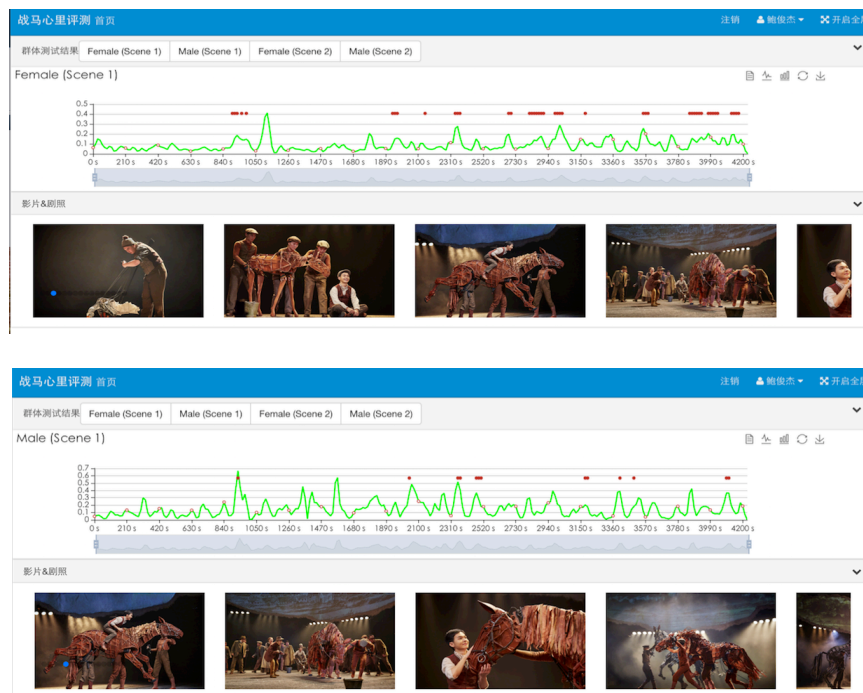 战马心里评测 首页 注销 鲍俊杰 开启全屏
群体测试结果 Female (Scene 1) Male (Scene 1) Female (Scene 2) Male (Scene 2)
Female (Scene 1)
0.5
0.4
0.3
0.2
0.1
0
0 s 210 s 420 s 630 s 840 s 1050 s 1260 s 1470 s 1680 s 1890 s 2100 s 2310 s 2520 s 2730 s 2940 s 3150 s 3360 s 3570 s 3780 s 3990 s 4200 s
影片&剧照
战马心里评测 首页 注销 鲍俊杰 开启全屏
群体测试结果 Female (Scene 1) Male (Scene 1) Female (Scene 2) Male (Scene 2)
Male (Scene 1)
0.7
0.6
0.5
0.4
0.3
0.2
0.1
0
0 s 210 s 420 s 630 s 840 s 1050 s 1260 s 1470 s 1680 s 1890 s 2100 s 2310 s 2520 s 2730 s 2940 s 3150 s 3360 s 3570 s 3780 s 3990 s 4200 s
影片&剧照